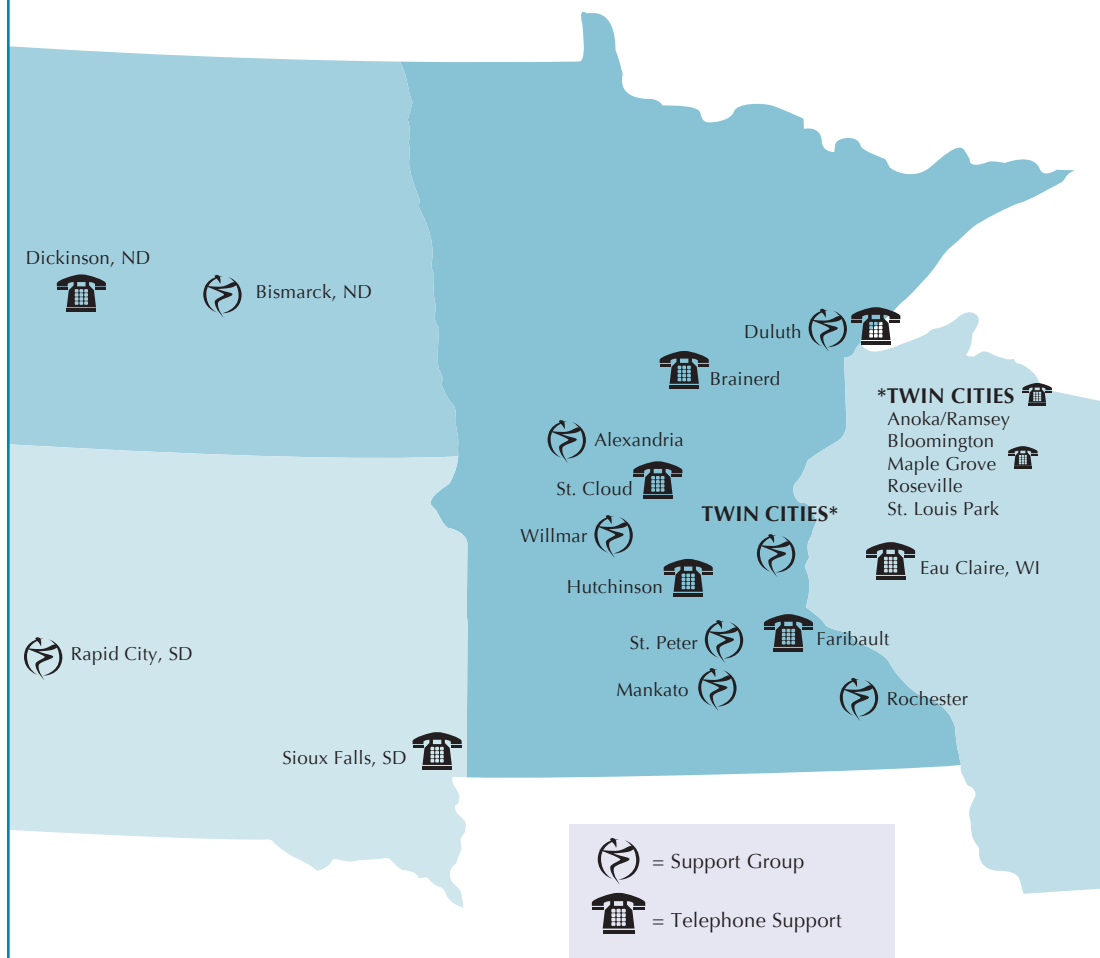 Dickinson, ND
Bismarck, ND
Duluth
Brainerd
*TWIN CITIES
Anoka/Ramsey
Bloomington
Maple Grove
Roseville
St. Louis Park
Alexandria
St. Cloud
TWIN CITIES*
Willmar
Eau Claire, WI
Hutchinson
St. Peter
Faribault
Rapid City, SD
Mankato
Rochester
Sioux Falls, SD
= Support Group
= Telephone Support